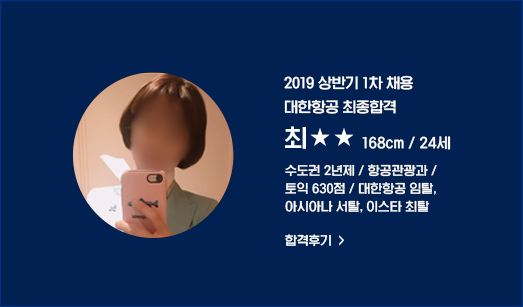 2019 상반기 1차 채용
대한항공 최종합격
최★★ 168cm / 24세
수도권 2년제 / 항공관광과 /
토익 630점 / 대한항공 임탈,
아시아나 서탈, 이스타 최탈
합격후기 >